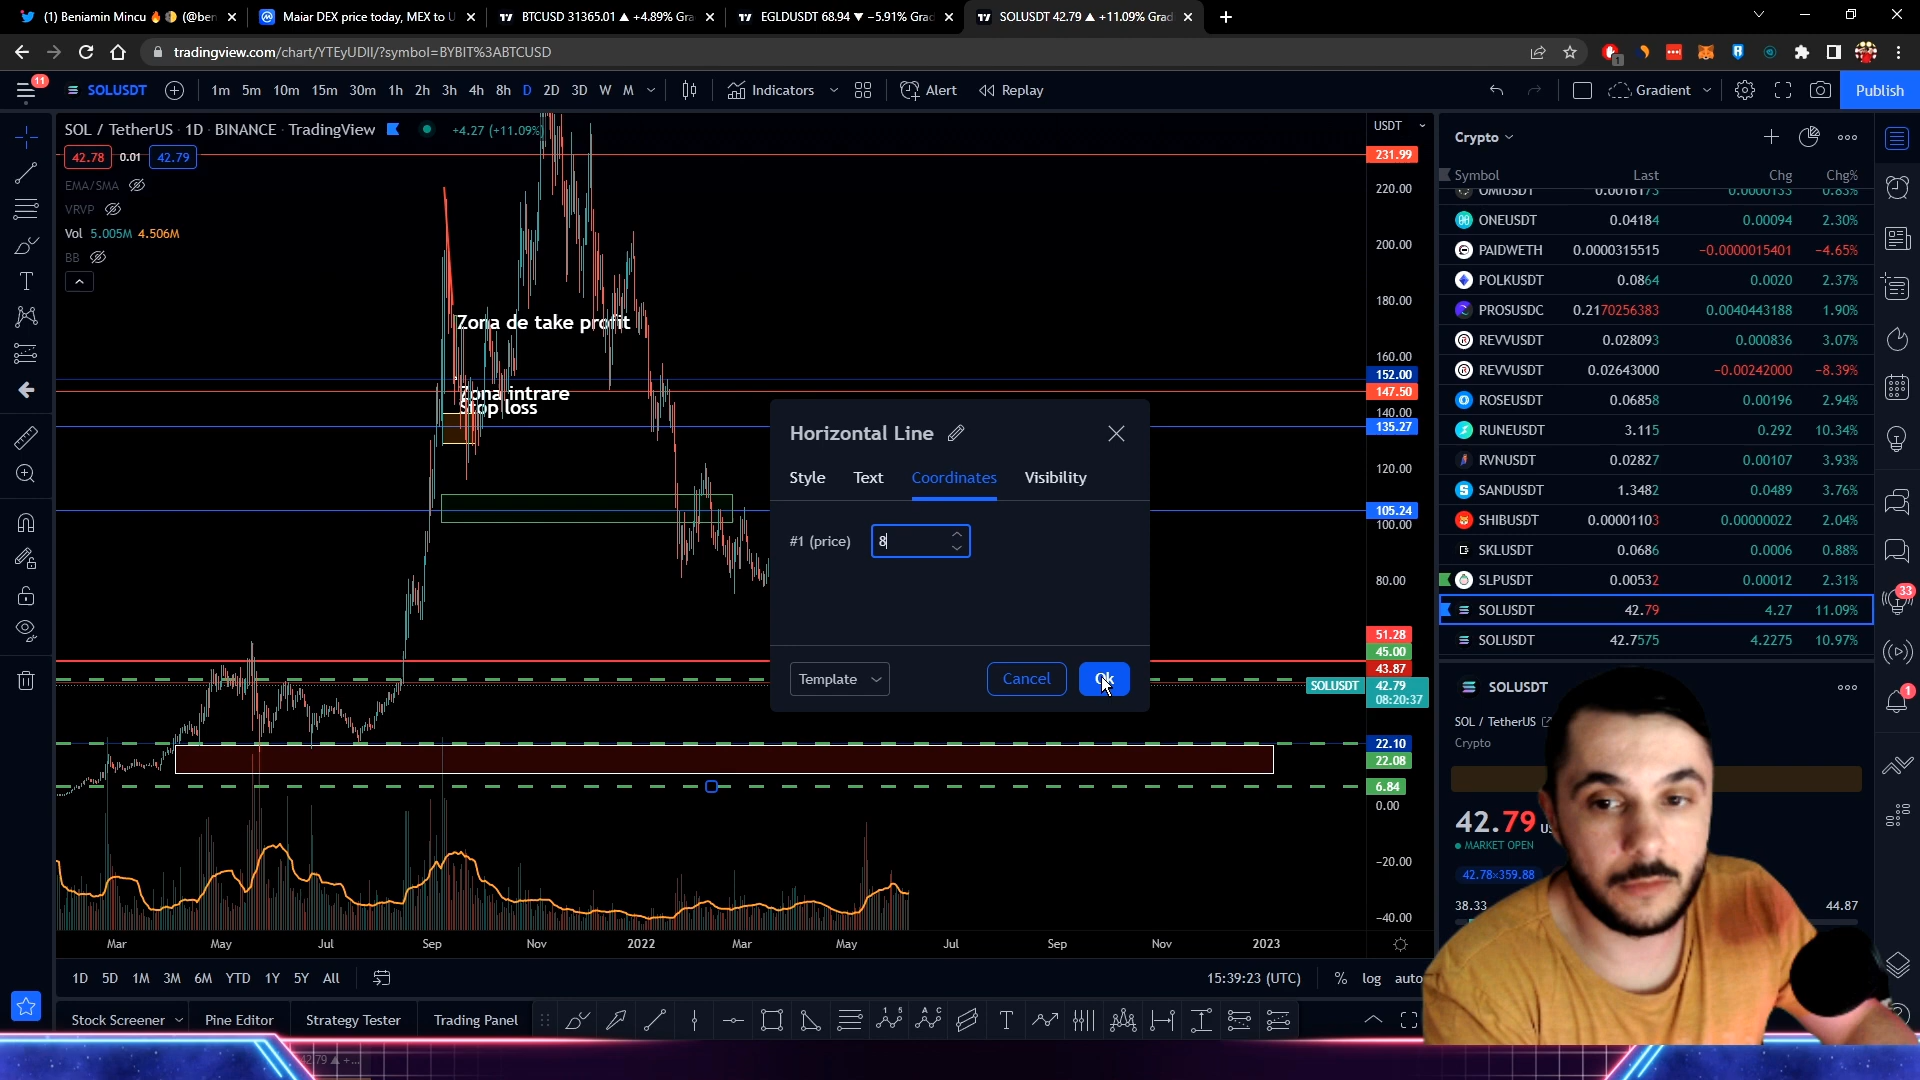 (1) Beniamin Mincu 🔥 (@ben
Maiar DEX price today, MEX to U
BTCUSD 31365.01 ▲ +4.89% Gra
EGLDUSDT 68.94 ▼ −5.91% Grad
SOLUSDT 42.79 ▲ +11.09% Grad
tradingview.com/chart/YTEyUDIl/?symbol=BYBIT%3ABTCUSD
1
11
SOLUSDT 1m 5m 10m 15m 30m 1h 2h 3h 4h 8h D 2D 3D W M Indicators Alert Replay Gradient Publish
SOL / TetherUS · 1D · BINANCE · TradingView +4.27 (+11.09%)
42.78 0.01 42.79
EMA/SMA
VRVP
Vol 5.005M 4.506M
BB
Zona de take profit
Zona intrare
Stop loss
USDT
231.99
220.00
200.00
180.00
160.00
152.00
147.50
140.00
135.27
120.00
105.24
100.00
80.00
51.28
45.00
43.87
SOLUSDT 42.79
08:20:37
22.10
22.08
6.84
0.00
−20.00
−40.00
Horizontal Line
Style Text Coordinates Visibility
#1 (price) 8
Template Cancel Ok
Mar May Jul Sep Nov 2022 Mar May Jul Sep Nov 2023
1D 5D 1M 3M 6M YTD 1Y 5Y All 15:39:23 (UTC) % log auto
Stock Screener Pine Editor Strategy Tester Trading Panel
Crypto
Symbol Last Chg Chg%
OMIUSDT 0.0016173 0.0000133 0.83%
ONEUSDT 0.04184 0.00094 2.30%
PAIDWETH 0.0000315515 −0.0000015401 −4.65%
POLKUSDT 0.0864 0.0020 2.37%
PROSUSDC 0.2170256383 0.0040443188 1.90%
REVVUSDT 0.028093 0.000836 3.07%
REVVUSDT 0.02643000 −0.00242000 −8.39%
ROSEUSDT 0.06858 0.00196 2.94%
RUNEUSDT 3.115 0.292 10.34%
RVNUSDT 0.02827 0.00107 3.93%
SANDUSDT 1.3482 0.0489 3.76%
SHIBUSDT 0.00001103 0.00000022 2.04%
SKLUSDT 0.0686 0.0006 0.88%
SLPUSDT 0.00532 0.00012 2.31%
SOLUSDT 42.79 4.27 11.09%
SOLUSDT 42.7575 4.2275 10.97%
SOLUSDT
SOL / TetherUS
Crypto
42.79
MARKET OPEN
42.78×359.88
38.33 44.87
33
1